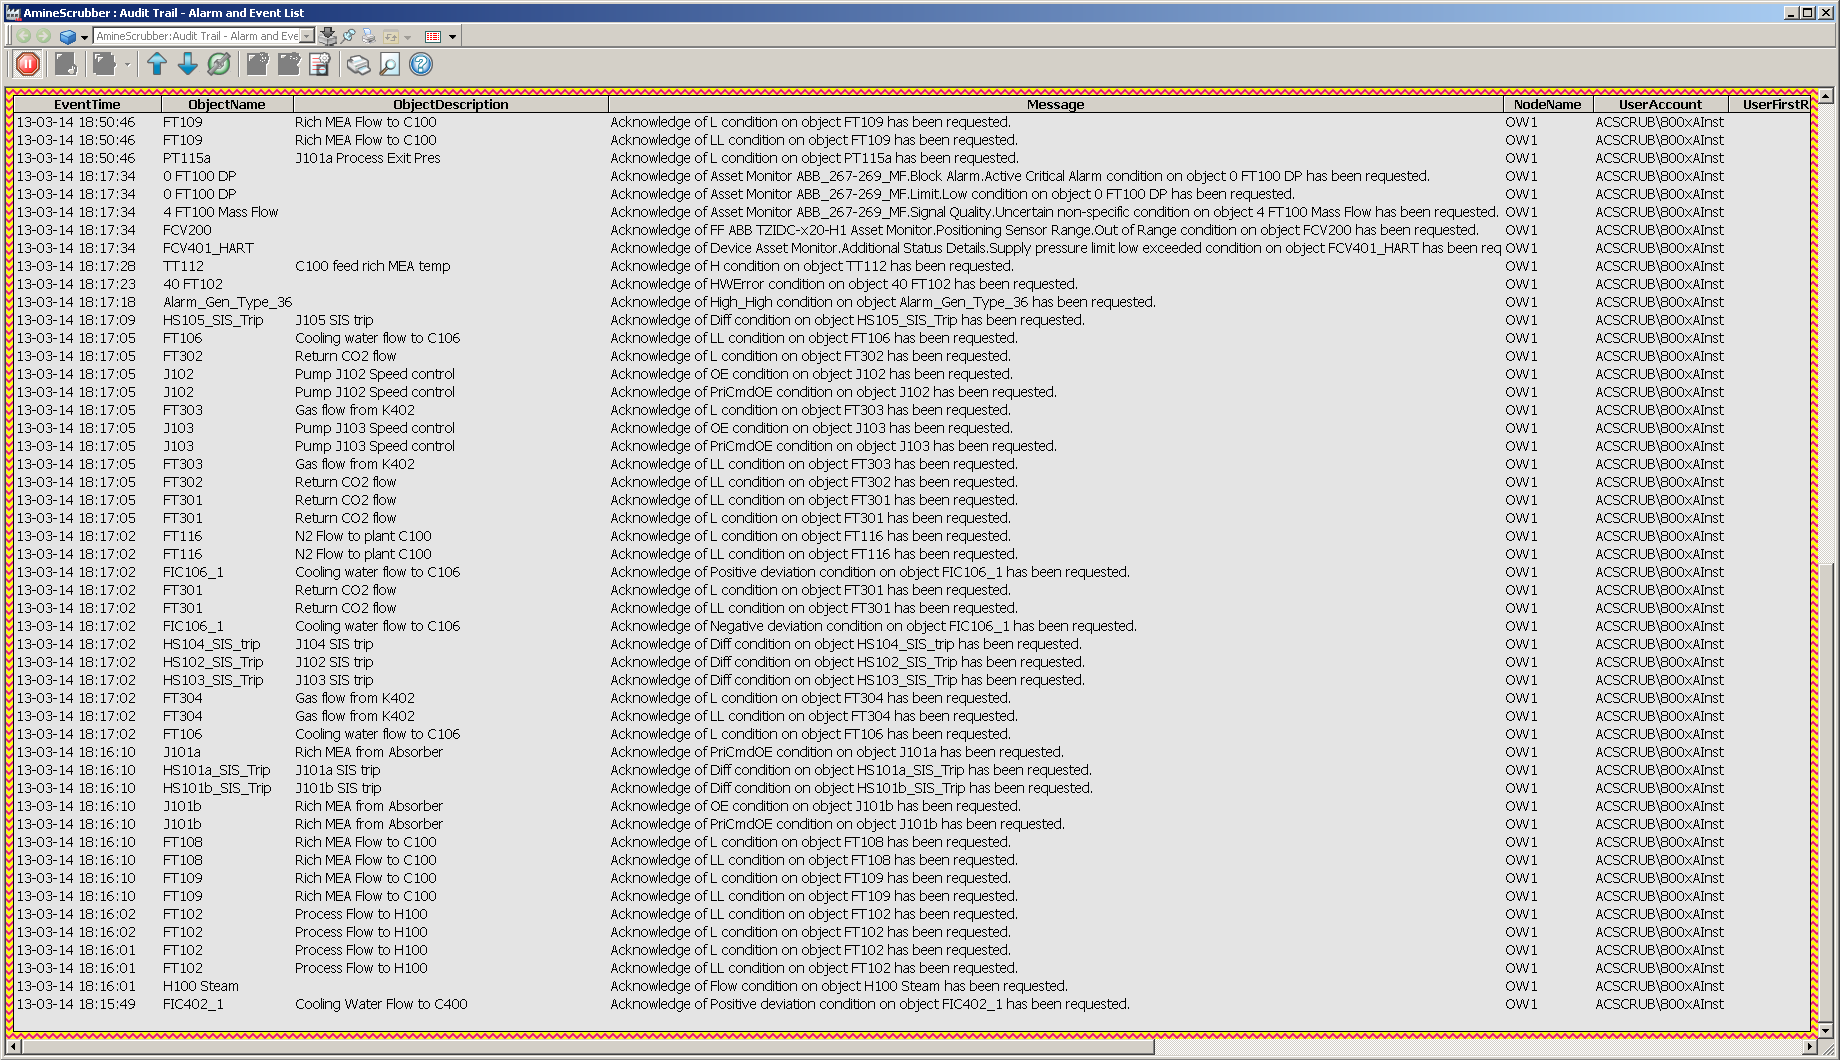 AmineScrubber : Audit Trail - Alarm and Event List
AmineScrubber:Audit Trail - Alarm and Eve
EventTime ObjectName ObjectDescription Message NodeName UserAccount UserFirstR
13-03-14 18:50:46 FT109 Rich MEA Flow to C100 Acknowledge of L condition on object FT109 has been requested. OW1 ACSCRUB\800xAInst
13-03-14 18:50:46 FT109 Rich MEA Flow to C100 Acknowledge of LL condition on object FT109 has been requested. OW1 ACSCRUB\800xAInst
13-03-14 18:50:46 PT115a J101a Process Exit Pres Acknowledge of L condition on object PT115a has been requested. OW1 ACSCRUB\800xAInst
13-03-14 18:17:34 0 FT100 DP Acknowledge of Asset Monitor ABB_267-269_MF.Block Alarm.Active Critical Alarm condition on object 0 FT100 DP has been requested. OW1 ACSCRUB\800xAInst
13-03-14 18:17:34 0 FT100 DP Acknowledge of Asset Monitor ABB_267-269_MF.Limit.Low condition on object 0 FT100 DP has been requested. OW1 ACSCRUB\800xAInst
13-03-14 18:17:34 4 FT100 Mass Flow Acknowledge of Asset Monitor ABB_267-269_MF.Signal Quality.Uncertain non-specific condition on object 4 FT100 Mass Flow has been requested. OW1 ACSCRUB\800xAInst
13-03-14 18:17:34 FCV200 Acknowledge of FF ABB TZIDC-x20-H1 Asset Monitor.Positioning Sensor Range.Out of Range condition on object FCV200 has been requested. OW1 ACSCRUB\800xAInst
13-03-14 18:17:34 FCV401_HART Acknowledge of Device Asset Monitor.Additional Status Details.Supply pressure limit low exceeded condition on object FCV401_HART has been req OW1 ACSCRUB\800xAInst
13-03-14 18:17:28 TT112 C100 feed rich MEA temp Acknowledge of H condition on object TT112 has been requested. OW1 ACSCRUB\800xAInst
13-03-14 18:17:23 40 FT102 Acknowledge of HWError condition on object 40 FT102 has been requested. OW1 ACSCRUB\800xAInst
13-03-14 18:17:18 Alarm_Gen_Type_36 Acknowledge of High_High condition on object Alarm_Gen_Type_36 has been requested. OW1 ACSCRUB\800xAInst
13-03-14 18:17:09 HS105_SIS_Trip J105 SIS trip Acknowledge of Diff condition on object HS105_SIS_Trip has been requested. OW1 ACSCRUB\800xAInst
13-03-14 18:17:05 FT106 Cooling water flow to C106 Acknowledge of LL condition on object FT106 has been requested. OW1 ACSCRUB\800xAInst
13-03-14 18:17:05 FT302 Return CO2 flow Acknowledge of L condition on object FT302 has been requested. OW1 ACSCRUB\800xAInst
13-03-14 18:17:05 J102 Pump J102 Speed control Acknowledge of OE condition on object J102 has been requested. OW1 ACSCRUB\800xAInst
13-03-14 18:17:05 J102 Pump J102 Speed control Acknowledge of PriCmdOE condition on object J102 has been requested. OW1 ACSCRUB\800xAInst
13-03-14 18:17:05 FT303 Gas flow from K402 Acknowledge of L condition on object FT303 has been requested. OW1 ACSCRUB\800xAInst
13-03-14 18:17:05 J103 Pump J103 Speed control Acknowledge of OE condition on object J103 has been requested. OW1 ACSCRUB\800xAInst
13-03-14 18:17:05 J103 Pump J103 Speed control Acknowledge of PriCmdOE condition on object J103 has been requested. OW1 ACSCRUB\800xAInst
13-03-14 18:17:05 FT303 Gas flow from K402 Acknowledge of LL condition on object FT303 has been requested. OW1 ACSCRUB\800xAInst
13-03-14 18:17:05 FT302 Return CO2 flow Acknowledge of LL condition on object FT302 has been requested. OW1 ACSCRUB\800xAInst
13-03-14 18:17:05 FT301 Return CO2 flow Acknowledge of LL condition on object FT301 has been requested. OW1 ACSCRUB\800xAInst
13-03-14 18:17:05 FT301 Return CO2 flow Acknowledge of L condition on object FT301 has been requested. OW1 ACSCRUB\800xAInst
13-03-14 18:17:02 FT116 N2 Flow to plant C100 Acknowledge of L condition on object FT116 has been requested. OW1 ACSCRUB\800xAInst
13-03-14 18:17:02 FT116 N2 Flow to plant C100 Acknowledge of LL condition on object FT116 has been requested. OW1 ACSCRUB\800xAInst
13-03-14 18:17:02 FIC106_1 Cooling water flow to C106 Acknowledge of Positive deviation condition on object FIC106_1 has been requested. OW1 ACSCRUB\800xAInst
13-03-14 18:17:02 FT301 Return CO2 flow Acknowledge of L condition on object FT301 has been requested. OW1 ACSCRUB\800xAInst
13-03-14 18:17:02 FT301 Return CO2 flow Acknowledge of LL condition on object FT301 has been requested. OW1 ACSCRUB\800xAInst
13-03-14 18:17:02 FIC106_1 Cooling water flow to C106 Acknowledge of Negative deviation condition on object FIC106_1 has been requested. OW1 ACSCRUB\800xAInst
13-03-14 18:17:02 HS104_SIS_trip J104 SIS trip Acknowledge of Diff condition on object HS104_SIS_trip has been requested. OW1 ACSCRUB\800xAInst
13-03-14 18:17:02 HS102_SIS_Trip J102 SIS trip Acknowledge of Diff condition on object HS102_SIS_Trip has been requested. OW1 ACSCRUB\800xAInst
13-03-14 18:17:02 HS103_SIS_Trip J103 SIS trip Acknowledge of Diff condition on object HS103_SIS_Trip has been requested. OW1 ACSCRUB\800xAInst
13-03-14 18:17:02 FT304 Gas flow from K402 Acknowledge of L condition on object FT304 has been requested. OW1 ACSCRUB\800xAInst
13-03-14 18:17:02 FT304 Gas flow from K402 Acknowledge of LL condition on object FT304 has been requested. OW1 ACSCRUB\800xAInst
13-03-14 18:17:02 FT106 Cooling water flow to C106 Acknowledge of LL condition on object FT106 has been requested. OW1 ACSCRUB\800xAInst
13-03-14 18:16:10 J101a Rich MEA from Absorber Acknowledge of PriCmdOE condition on object J101a has been requested. OW1 ACSCRUB\800xAInst
13-03-14 18:16:10 HS101a_SIS_Trip J101a SIS trip Acknowledge of Diff condition on object HS101a_SIS_Trip has been requested. OW1 ACSCRUB\800xAInst
13-03-14 18:16:10 HS101b_SIS_Trip J101b SIS trip Acknowledge of Diff condition on object HS101b_SIS_Trip has been requested. OW1 ACSCRUB\800xAInst
13-03-14 18:16:10 J101b Rich MEA from Absorber Acknowledge of OE condition on object J101b has been requested. OW1 ACSCRUB\800xAInst
13-03-14 18:16:10 J101b Rich MEA from Absorber Acknowledge of PriCmdOE condition on object J101b has been requested. OW1 ACSCRUB\800xAInst
13-03-14 18:16:10 FT108 Rich MEA Flow to C100 Acknowledge of L condition on object FT108 has been requested. OW1 ACSCRUB\800xAInst
13-03-14 18:16:10 FT108 Rich MEA Flow to C100 Acknowledge of LL condition on object FT108 has been requested. OW1 ACSCRUB\800xAInst
13-03-14 18:16:10 FT109 Rich MEA Flow to C100 Acknowledge of L condition on object FT109 has been requested. OW1 ACSCRUB\800xAInst
13-03-14 18:16:10 FT109 Rich MEA Flow to C100 Acknowledge of LL condition on object FT109 has been requested. OW1 ACSCRUB\800xAInst
13-03-14 18:16:02 FT102 Process Flow to H100 Acknowledge of LL condition on object FT102 has been requested. OW1 ACSCRUB\800xAInst
13-03-14 18:16:02 FT102 Process Flow to H100 Acknowledge of L condition on object FT102 has been requested. OW1 ACSCRUB\800xAInst
13-03-14 18:16:01 FT102 Process Flow to H100 Acknowledge of L condition on object FT102 has been requested. OW1 ACSCRUB\800xAInst
13-03-14 18:16:01 FT102 Process Flow to H100 Acknowledge of LL condition on object FT102 has been requested. OW1 ACSCRUB\800xAInst
13-03-14 18:16:01 H100 Steam Acknowledge of Flow condition on object H100 Steam has been requested. OW1 ACSCRUB\800xAInst
13-03-14 18:15:49 FIC402_1 Cooling Water Flow to C400 Acknowledge of Positive deviation condition on object FIC402_1 has been requested. OW1 ACSCRUB\800xAInst